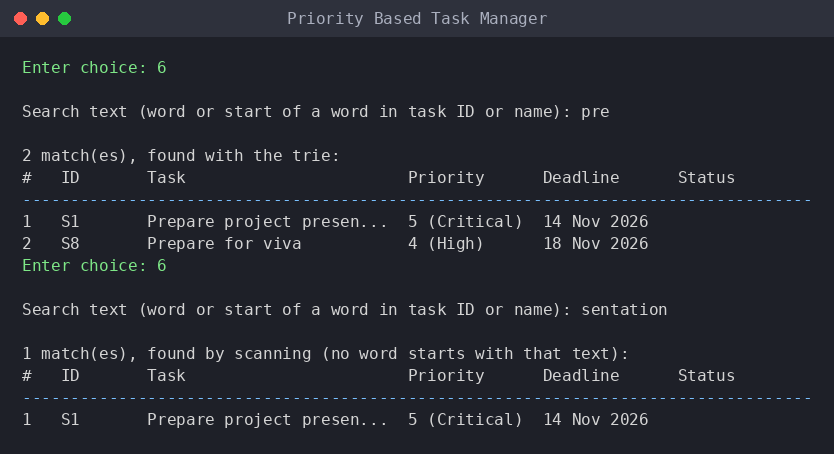 Priority Based Task Manager
Enter choice: 6
Search text (word or start of a word in task ID or name): pre
2 match(es), found with the trie:
#   ID       Task                       Priority      Deadline      Status
----------------------------------------------------------------------------------
1   S1       Prepare project presen...  5 (Critical)  14 Nov 2026
2   S8       Prepare for viva           4 (High)      18 Nov 2026
Enter choice: 6
Search text (word or start of a word in task ID or name): sentation
1 match(es), found by scanning (no word starts with that text):
#   ID       Task                       Priority      Deadline      Status
----------------------------------------------------------------------------------
1   S1       Prepare project presen...  5 (Critical)  14 Nov 2026